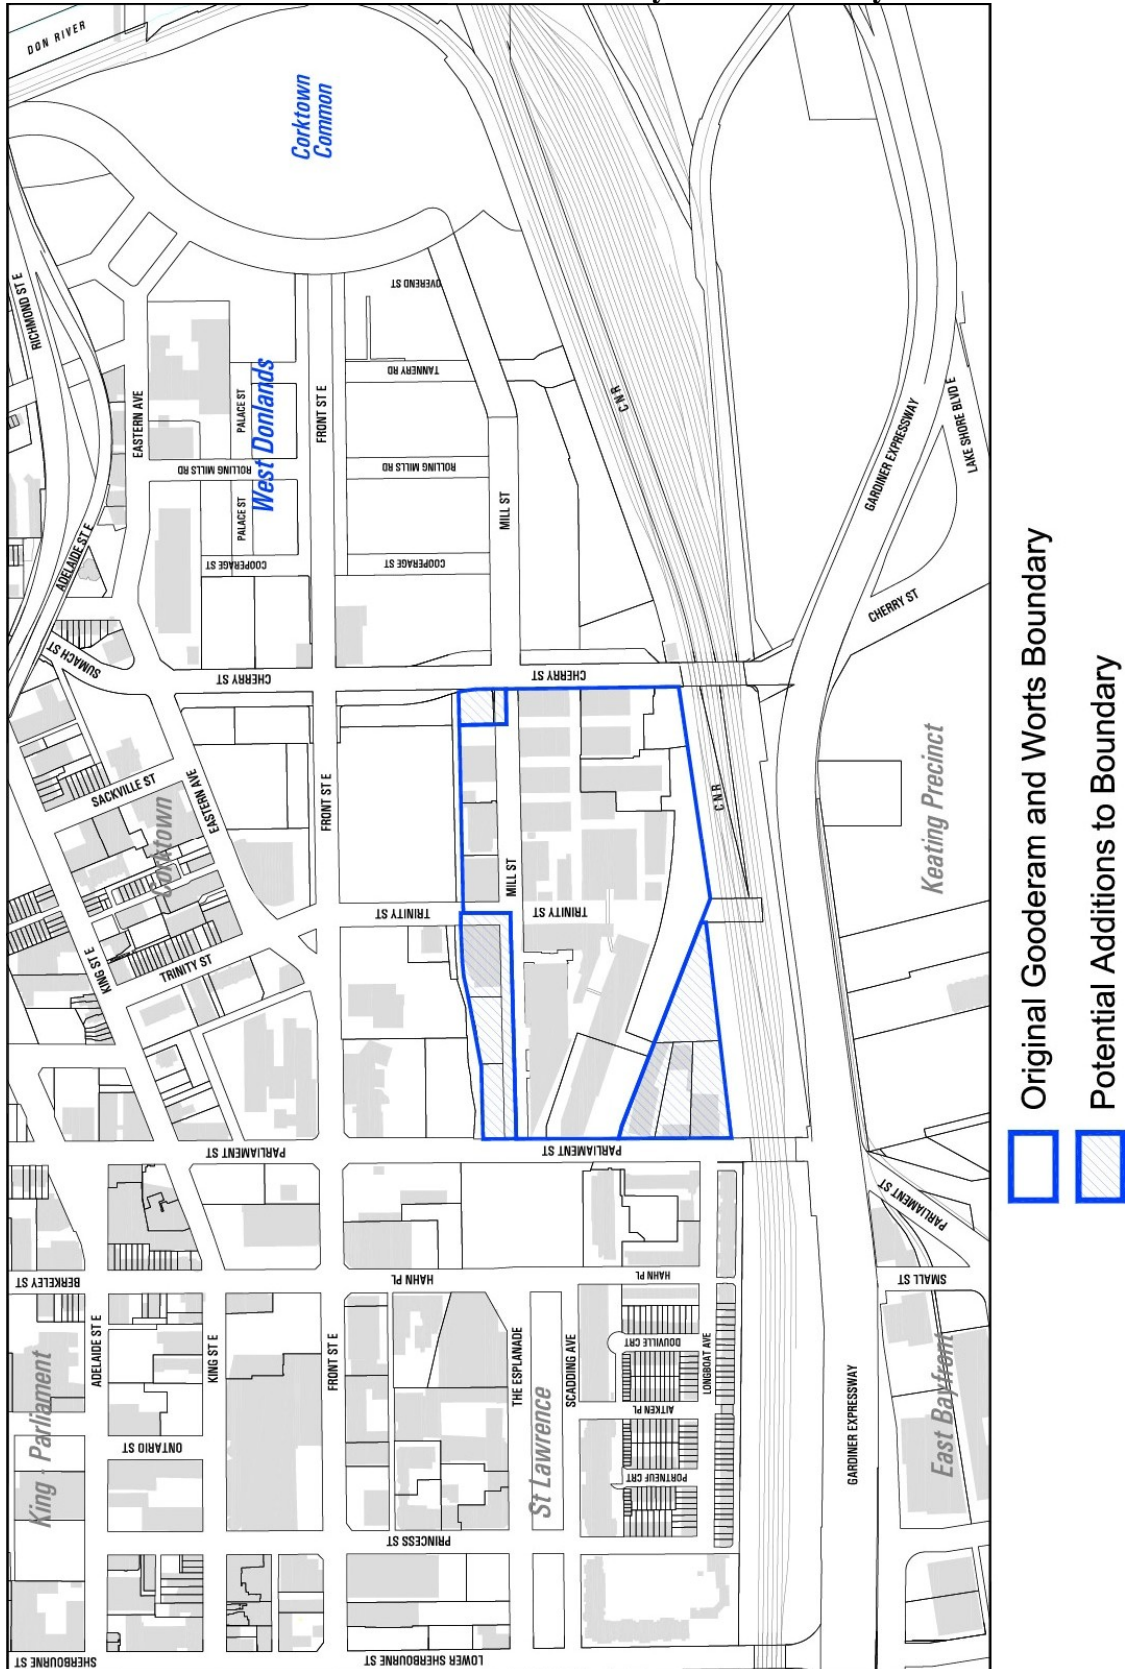 DON RIVER
Corktown
Common
RICHMOND ST E
OVEREND ST
TANNERY RD
EASTERN AVE
PALACE ST
West Donlands
FRONT ST E
ROLLING MILLS RD
ROLLING MILLS RD
PALACE ST
MILL ST
C N R
GARDINER EXPRESSWAY
LAKE SHORE BLVD E
ADELAIDE ST E
COOPERAGE ST
COOPERAGE ST
CHERRY ST
SUMACH ST
CHERRY ST
CHERRY ST
SACKVILLE ST
EASTERN AVE
FRONT ST E
Corktown
C N R
Keating Precinct
MILL ST
TRINITY ST
TRINITY ST
KING ST E
TRINITY ST
PARLIAMENT ST
PARLIAMENT ST
PARLIAMENT ST
BERKELEY ST
HAHN PL
HAHN PL
SMALL ST
ADELAIDE ST E
KING ST E
FRONT ST E
THE ESPLANADE
SCADDING AVE
DOUVILLE CRT
LONGBOAT AVE
AITKEN PL
GARDINER EXPRESSWAY
East Bayfront
King - Parliament
ONTARIO ST
St Lawrence
PORTNEUF CRT
PRINCESS ST
SHERBOURNE ST
LOWER SHERBOURNE ST
Original Gooderam and Worts Boundary
Potential Additions to Boundary